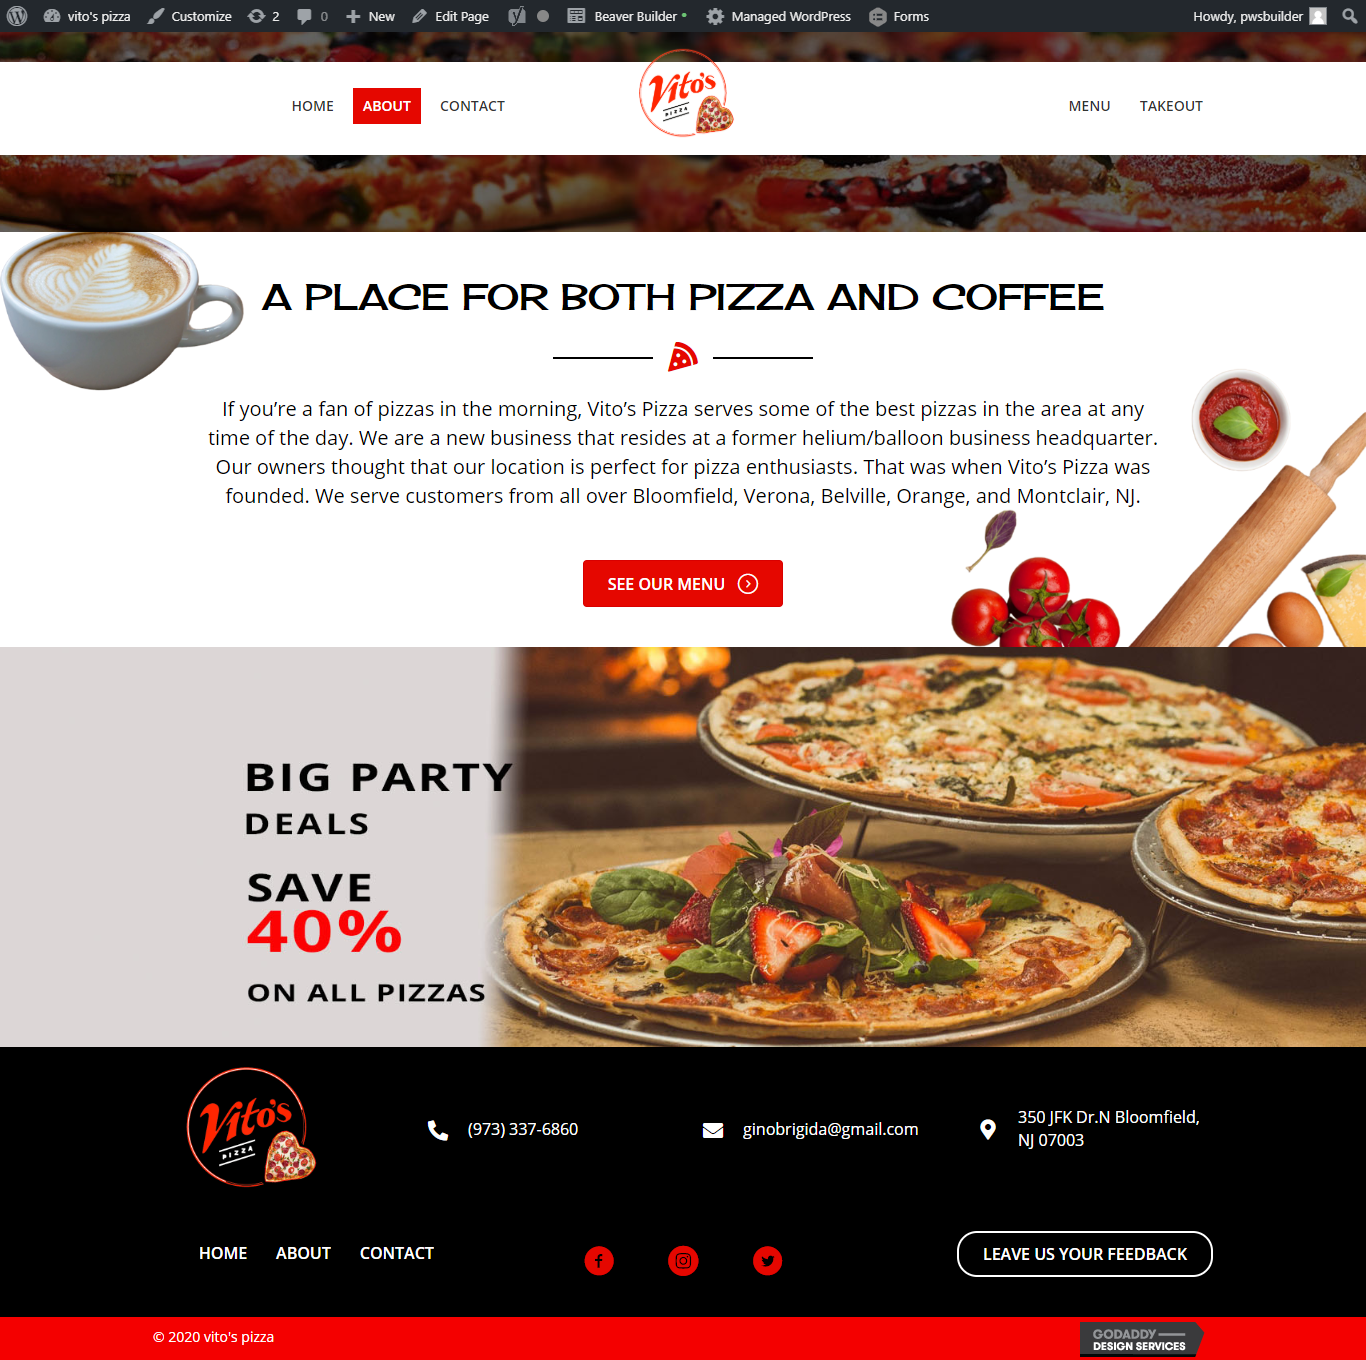 vito's pizza Customize 2 0 New Edit Page Beaver Builder Managed WordPress Forms Howdy, pwsbuilder
HOME ABOUT CONTACT
Vito's
PIZZA
MENU TAKEOUT
A PLACE FOR BOTH PIZZA AND COFFEE
If you're a fan of pizzas in the morning, Vito's Pizza serves some of the best pizzas in the area at any
time of the day. We are a new business that resides at a former helium/balloon business headquarter.
Our owners thought that our location is perfect for pizza enthusiasts. That was when Vito's Pizza was
founded. We serve customers from all over Bloomfield, Verona, Belville, Orange, and Montclair, NJ.
SEE OUR MENU
BIG PARTY
DEALS
SAVE
40%
ON ALL PIZZAS
Vito's
PIZZA
(973) 337-6860
ginobrigida@gmail.com
350 JFK Dr.N Bloomfield,
NJ 07003
HOME ABOUT CONTACT
LEAVE US YOUR FEEDBACK
© 2020 vito's pizza
GODADDY
DESIGN SERVICES